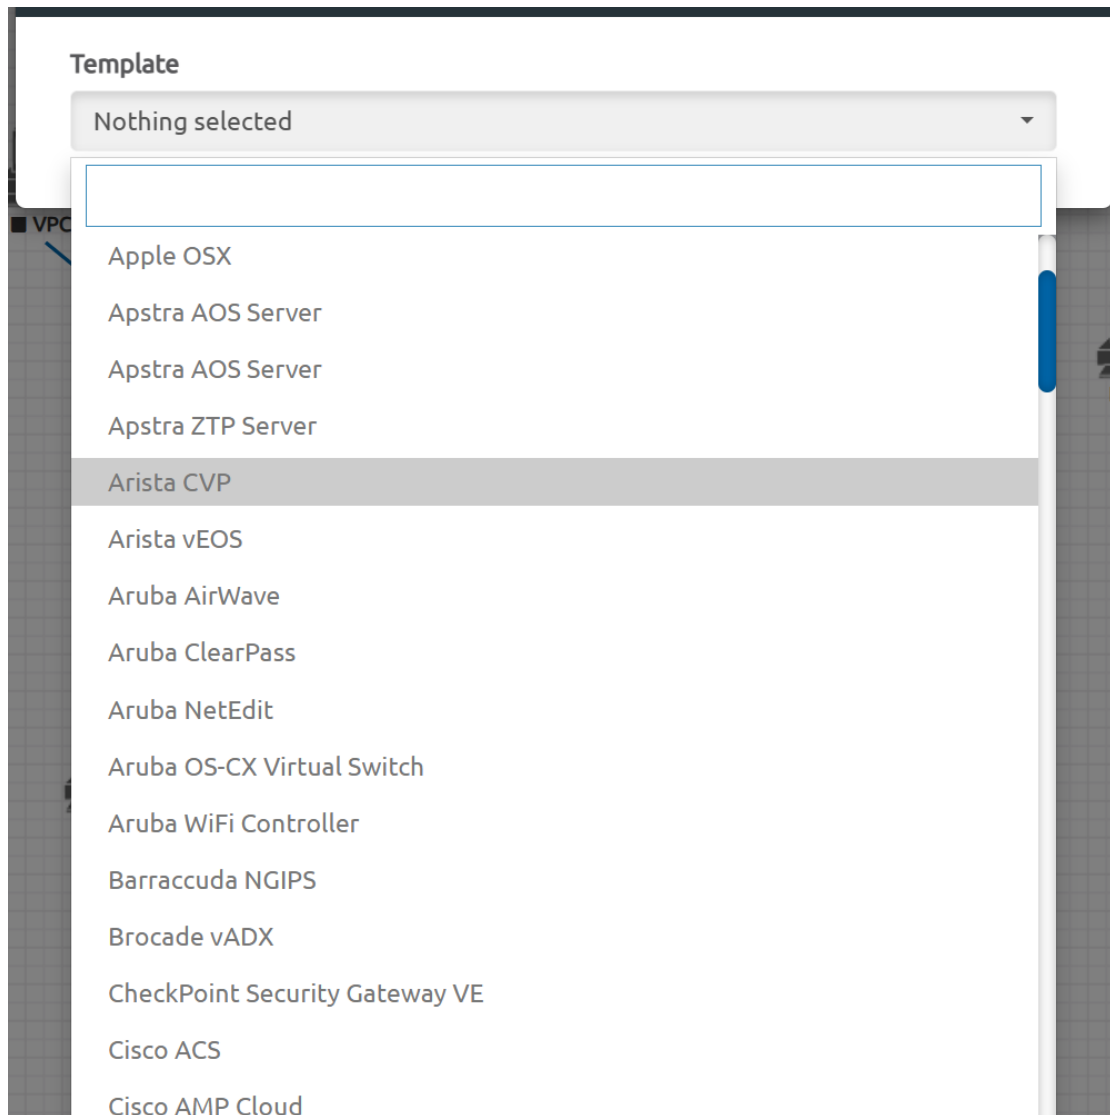 Template
Nothing selected
VPC
Apple OSX
Apstra AOS Server
Apstra AOS Server
Apstra ZTP Server
Arista CVP
Arista vEOS
Aruba AirWave
Aruba ClearPass
Aruba NetEdit
Aruba OS-CX Virtual Switch
Aruba WiFi Controller
Barraccuda NGIPS
Brocade vADX
CheckPoint Security Gateway VE
Cisco ACS
Cisco AMP Cloud